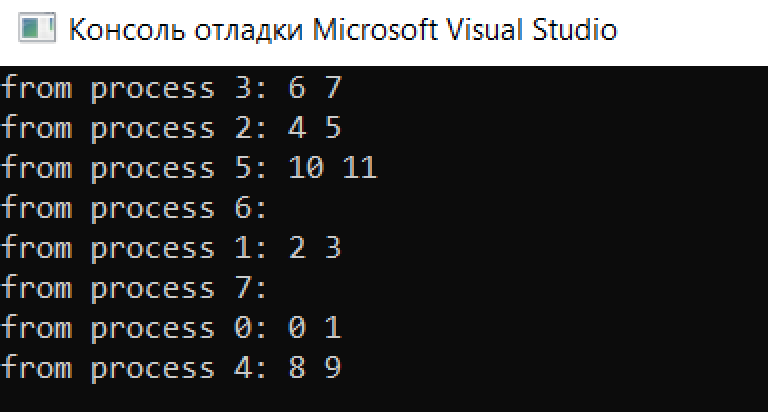 Консоль отладки Microsoft Visual Studio
from process 3: 6 7
from process 2: 4 5
from process 5: 10 11
from process 6:
from process 1: 2 3
from process 7:
from process 0: 0 1
from process 4: 8 9